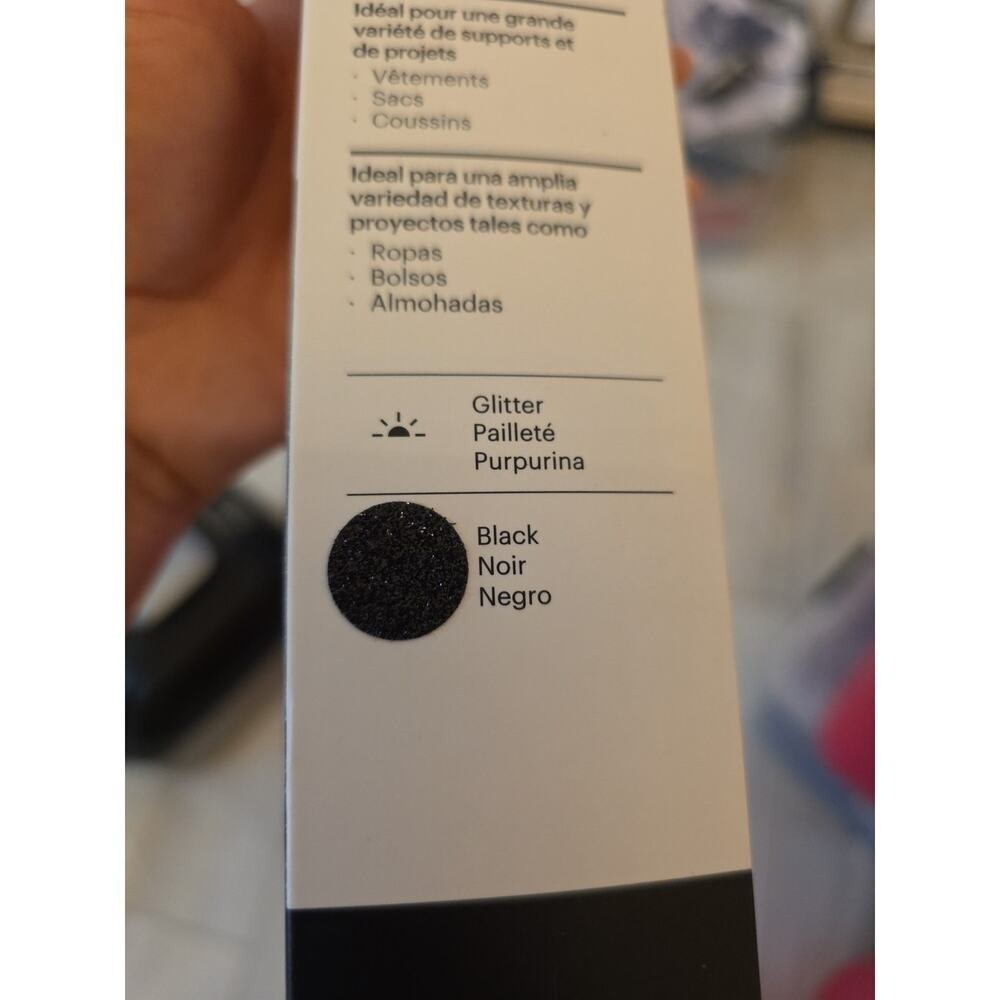 Idéal pour une grande
variété de supports et
de projets
· Vêtements
· Sacs
· Coussins
Ideal para una amplia
variedad de texturas y
proyectos tales como
· Ropas
· Bolsos
· Almohadas
Glitter
Pailleté
Purpurina
Black
Noir
Negro